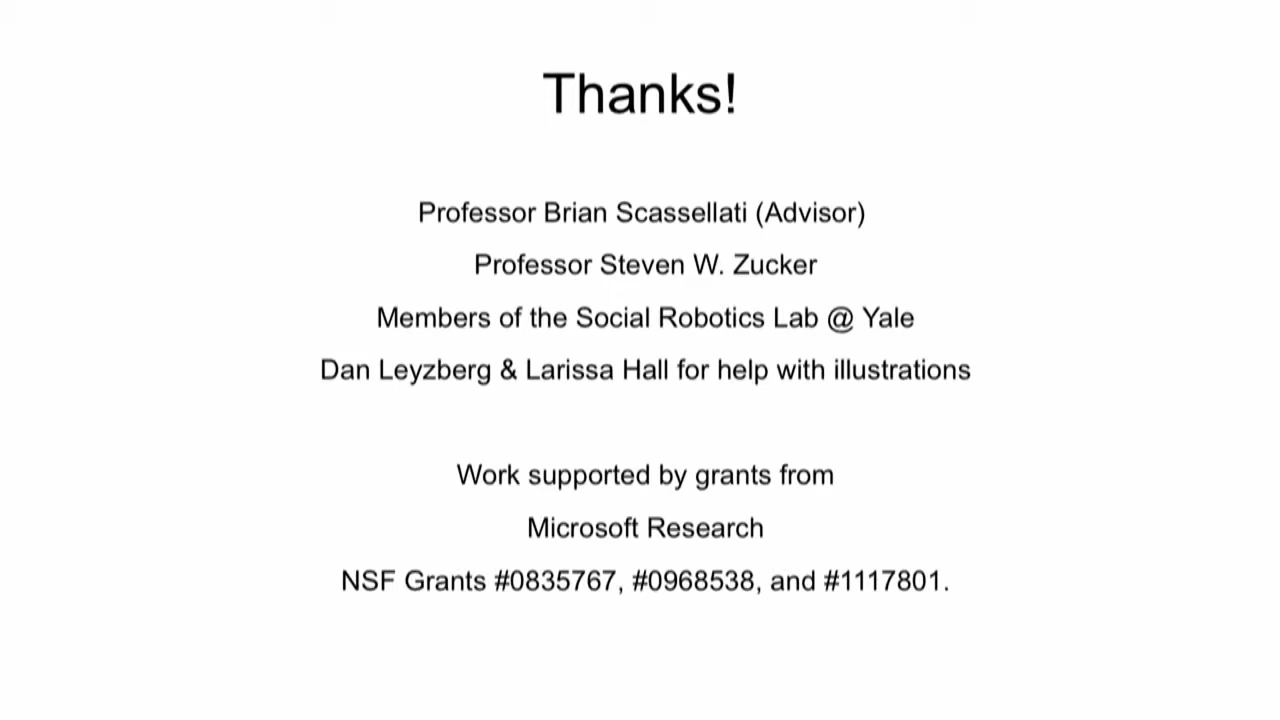 Thanks!
Professor Brian Scassellati (Advisor)
Professor Steven W. Zucker
Members of the Social Robotics Lab @ Yale
Dan Leyzberg & Larissa Hall for help with illustrations
Work supported by grants from
Microsoft Research
NSF Grants #0835767, #0968538, and #1117801.